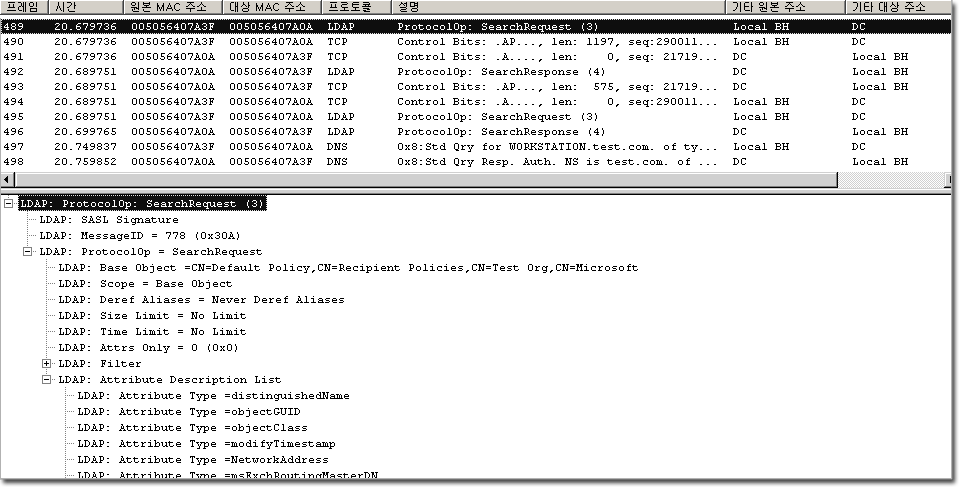 프레임 시간 원본 MAC 주소 대상 MAC 주소 프로토콜 설명 기타 원본 주소 기타 대상 주소
489 20.679736 005056407A3F 005056407A0A LDAP ProtocolOp: SearchRequest (3) Local BH DC
490 20.679736 005056407A3F 005056407A0A TCP Control Bits: .AP..., len: 1197, seq:290011... Local BH DC
491 20.679736 005056407A0A 005056407A3F TCP Control Bits: .A...., len: 0, seq: 21719... DC Local BH
492 20.689751 005056407A0A 005056407A3F LDAP ProtocolOp: SearchResponse (4) DC Local BH
493 20.689751 005056407A0A 005056407A3F TCP Control Bits: .AP..., len: 575, seq: 21719... DC Local BH
494 20.689751 005056407A3F 005056407A0A TCP Control Bits: .A...., len: 0, seq:290011... Local BH DC
495 20.689751 005056407A3F 005056407A0A LDAP ProtocolOp: SearchRequest (3) Local BH DC
496 20.699765 005056407A0A 005056407A3F LDAP ProtocolOp: SearchResponse (4) DC Local BH
497 20.749837 005056407A3F 005056407A0A DNS 0x8:Std Qry for WORKSTATION.test.com. of ty... Local BH DC
498 20.759852 005056407A0A 005056407A3F DNS 0x8:Std Qry Resp. Auth. NS is test.com. of ... DC Local BH
LDAP: ProtocolOp: SearchRequest (3)
LDAP: SASL Signature
LDAP: MessageID = 778 (0x30A)
LDAP: ProtocolOp = SearchRequest
LDAP: Base Object =CN=Default Policy,CN=Recipient Policies,CN=Test Org,CN=Microsoft
LDAP: Scope = Base Object
LDAP: Deref Aliases = Never Deref Aliases
LDAP: Size Limit = No Limit
LDAP: Time Limit = No Limit
LDAP: Attrs Only = 0 (0x0)
LDAP: Filter
LDAP: Attribute Description List
LDAP: Attribute Type =distinguishedName
LDAP: Attribute Type =objectGUID
LDAP: Attribute Type =objectClass
LDAP: Attribute Type =modifyTimestamp
LDAP: Attribute Type =NetworkAddress
LDAP: Attribute Type =msExchRoutingMasterDN